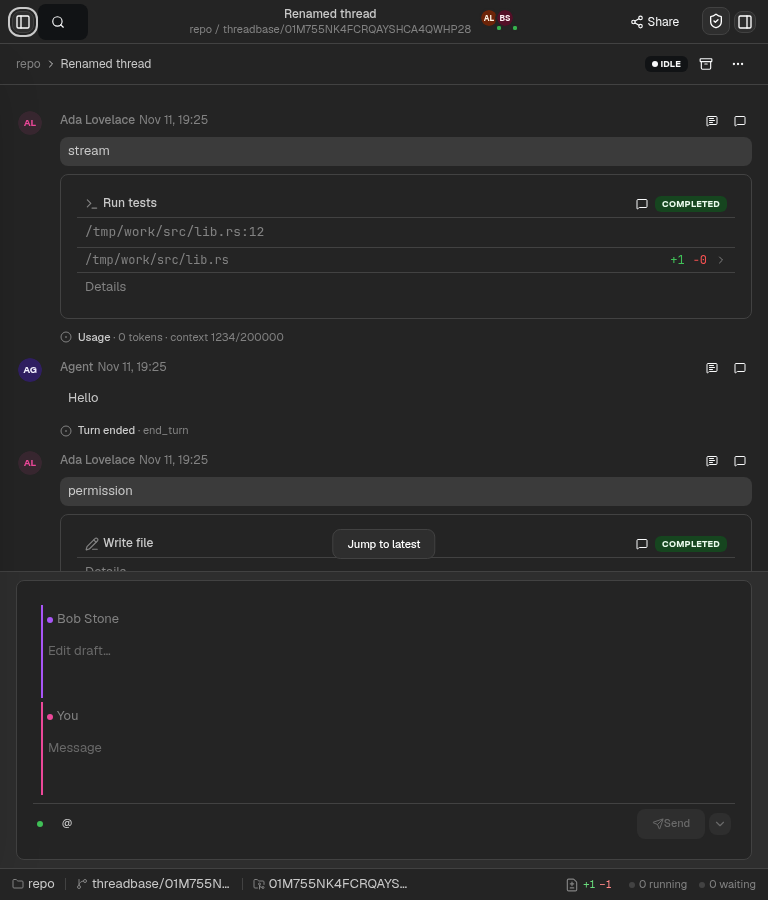 Renamed thread
repo / threadbase/01M755NK4FCRQAYSHCA4QWHP28
AL BS
Share
repo > Renamed thread
IDLE
AL
Ada Lovelace Nov 11, 19:25
stream
Run tests
COMPLETED
/tmp/work/src/lib.rs:12
/tmp/work/src/lib.rs
+1 -0
Details
Usage · 0 tokens · context 1234/200000
AG
Agent Nov 11, 19:25
Hello
Turn ended · end_turn
AL
Ada Lovelace Nov 11, 19:25
permission
Write file
COMPLETED
Jump to latest
Details
Bob Stone
Edit draft…
You
Message
@
Send
repo
threadbase/01M755N…
01M755NK4FCRQAYS…
+1 −1
0 running
0 waiting